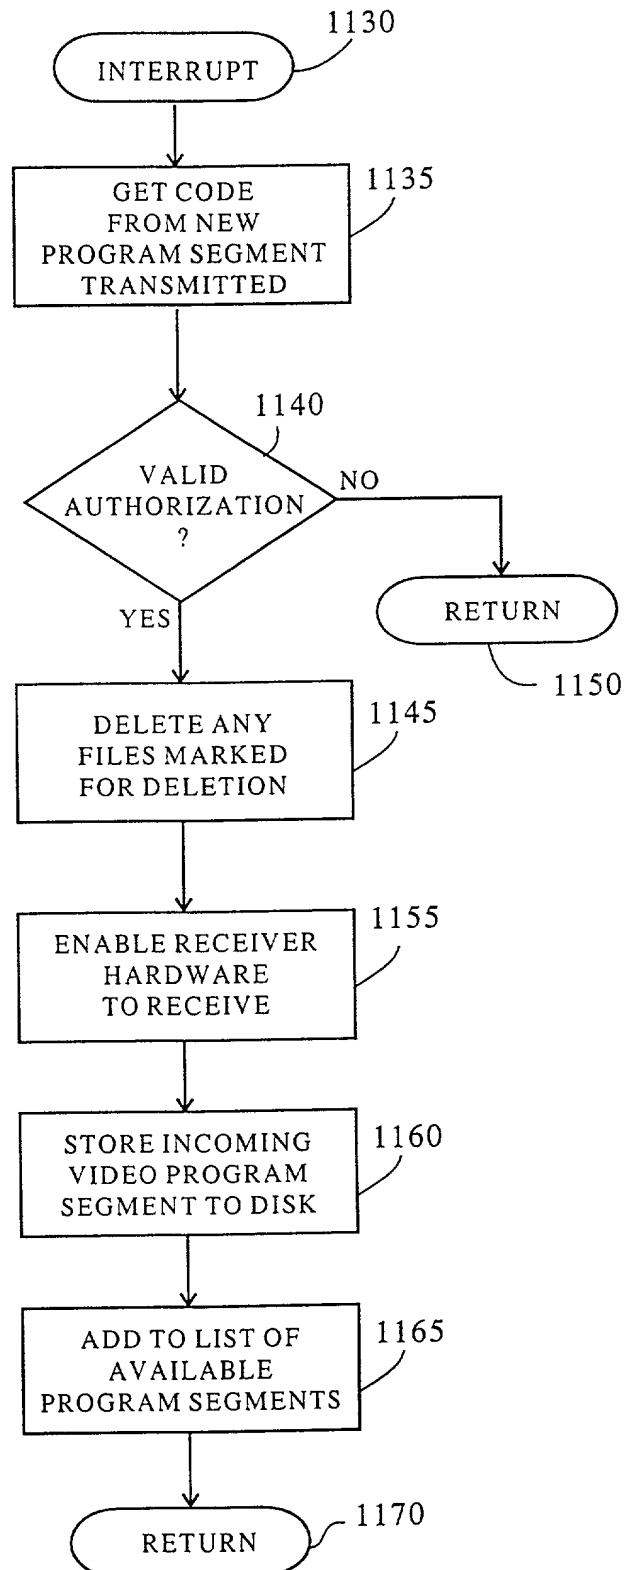 1130
INTERRUPT
1135
GET CODE
FROM NEW
PROGRAM SEGMENT
TRANSMITTED
1140
VALID
AUTHORIZATION
?
NO
YES
RETURN
1150
1145
DELETE ANY
FILES MARKED
FOR DELETION
1155
ENABLE RECEIVER
HARDWARE
TO RECEIVE
1160
STORE INCOMING
VIDEO PROGRAM
SEGMENT TO DISK
1165
ADD TO LIST OF
AVAILABLE
PROGRAM SEGMENTS
1170
RETURN